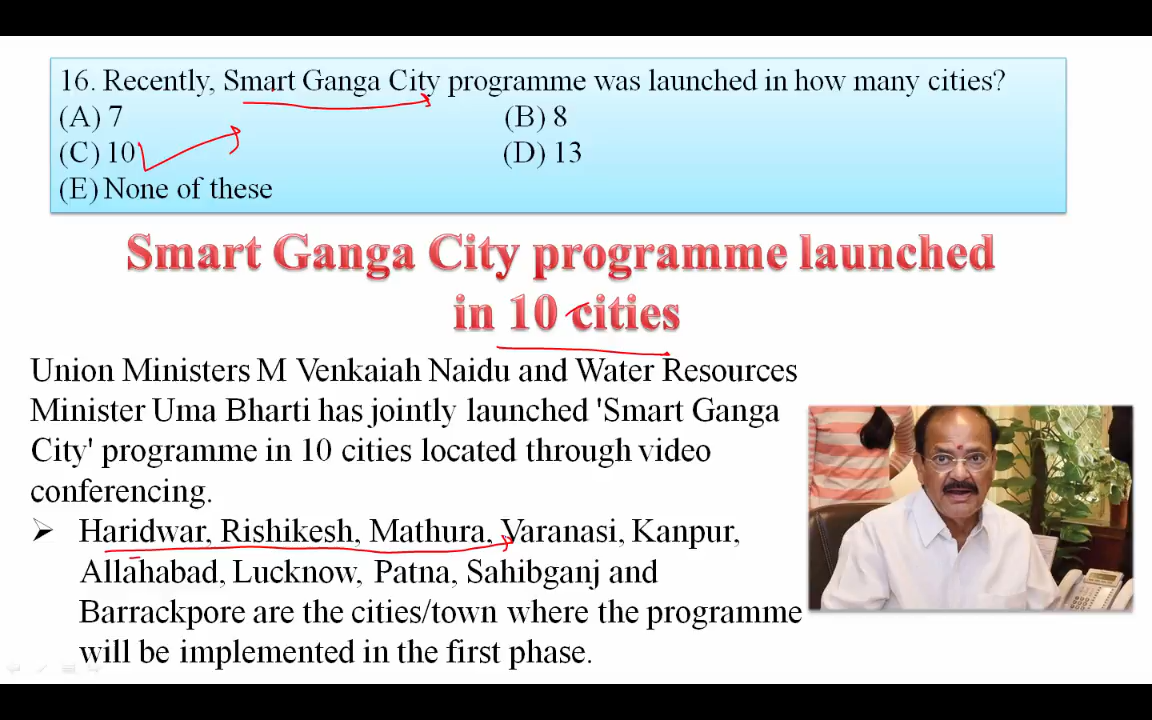 16. Recently, Smart Ganga City programme was launched in how many cities?
(A) 7 (B) 8
(C) 10 (D) 13
(E) None of these
Smart Ganga City programme launched
in 10 cities
Union Ministers M Venkaiah Naidu and Water Resources
Minister Uma Bharti has jointly launched 'Smart Ganga
City' programme in 10 cities located through video
conferencing.
➢ Haridwar, Rishikesh, Mathura, Varanasi, Kanpur,
Allahabad, Lucknow, Patna, Sahibganj and
Barrackpore are the cities/town where the programme
will be implemented in the first phase.